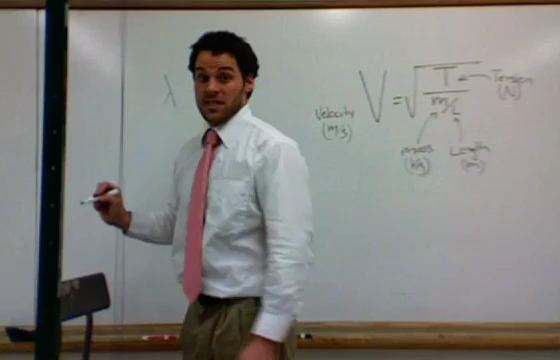 λ
V = √ T / m/L
Tension
(N)
Velocity
(m/s)
mass
(kg)
Length
(m)